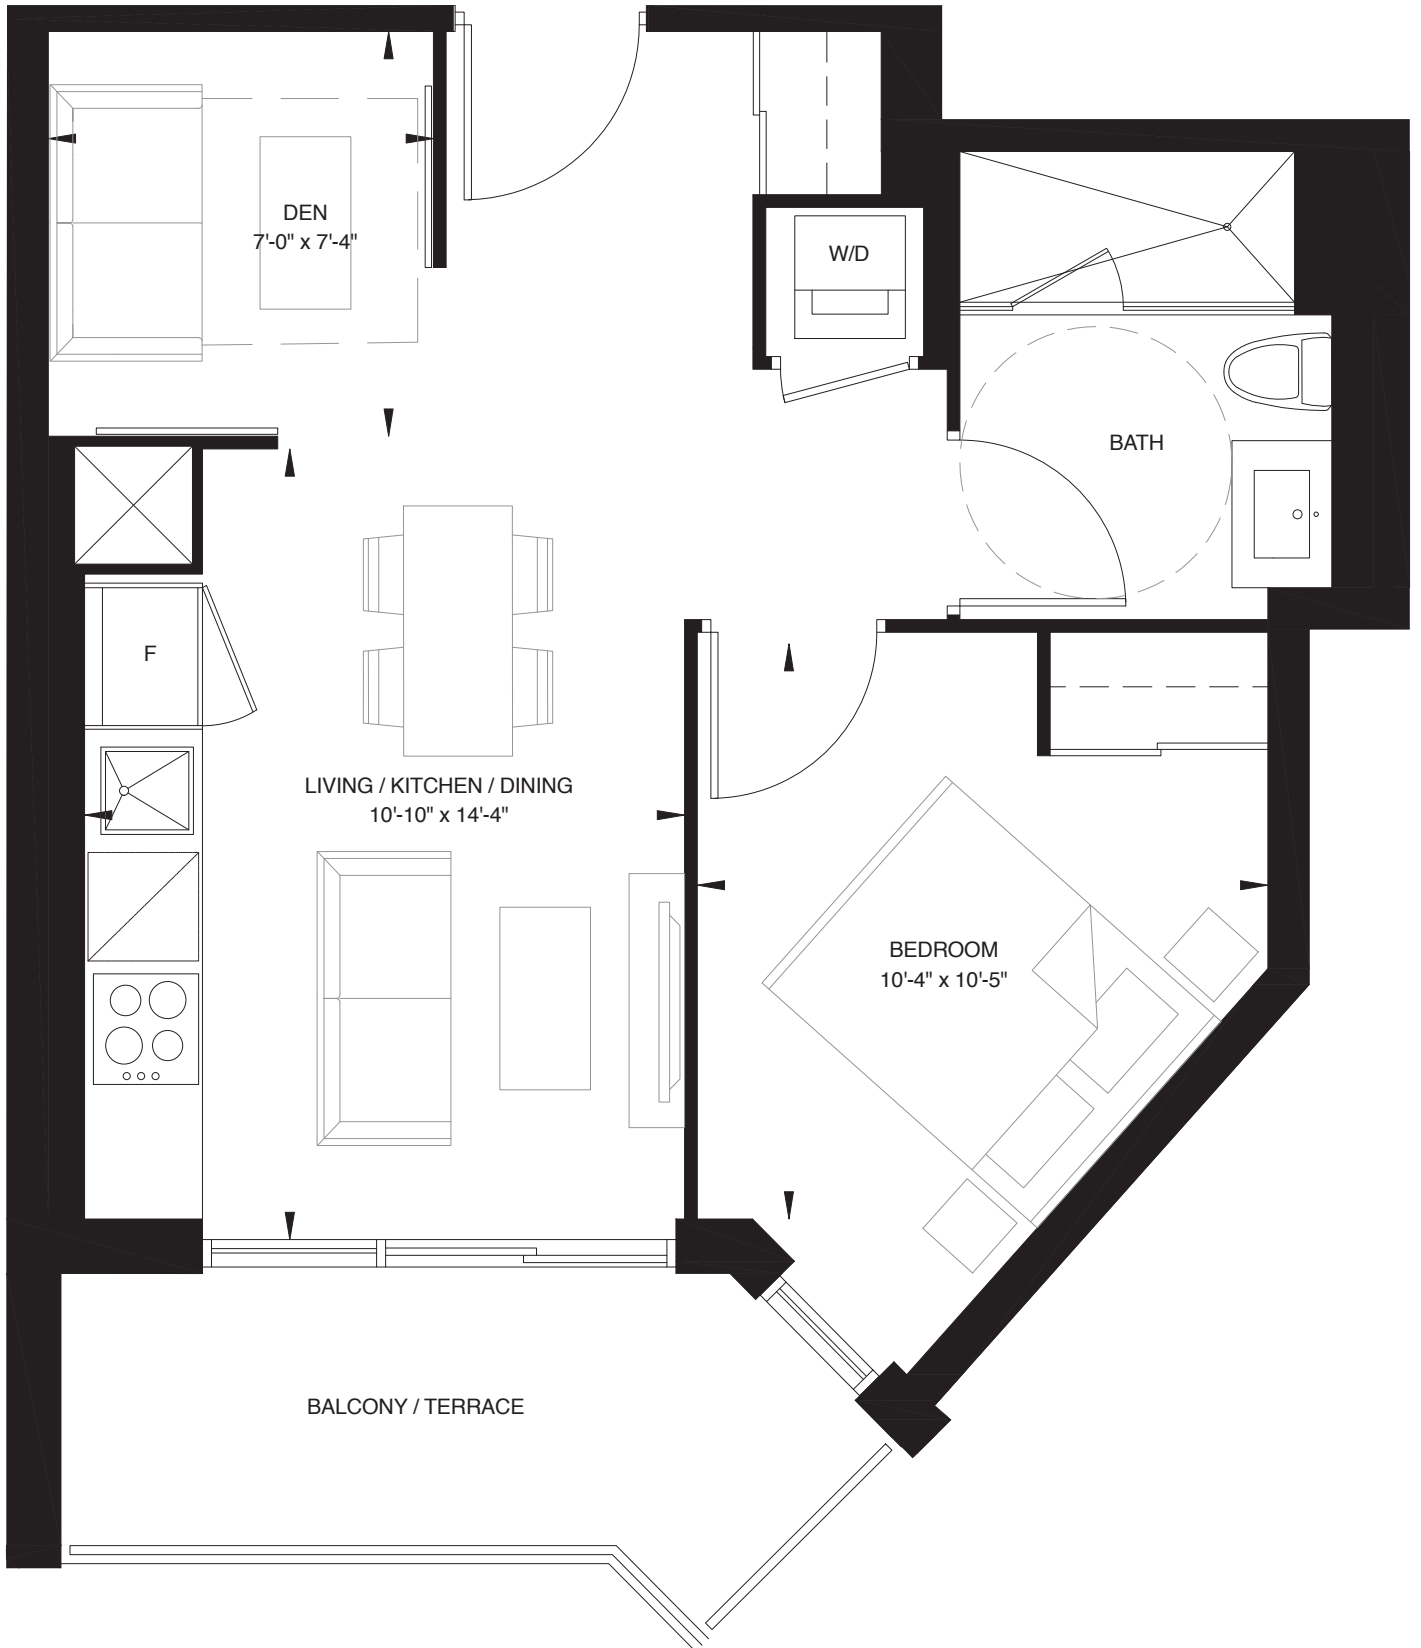 DEN
7'-0" x 7'-4"
W/D
BATH
F
LIVING / KITCHEN / DINING
10'-10" x 14'-4"
BEDROOM
10'-4" x 10'-5"
BALCONY / TERRACE